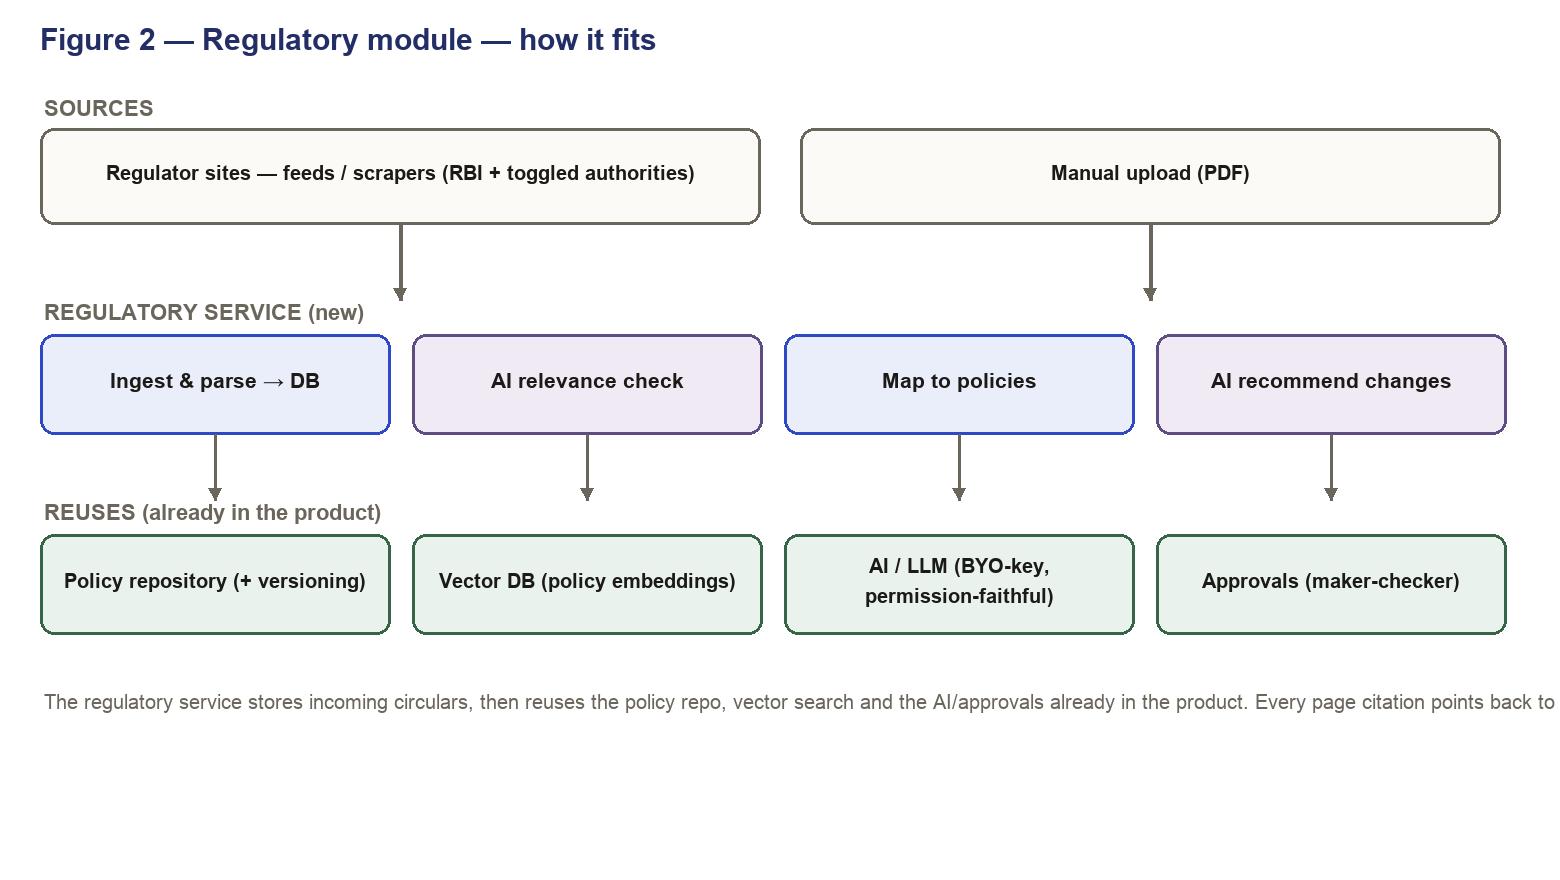 Figure 2 — Regulatory module — how it fits
SOURCES
Regulator sites — feeds / scrapers (RBI + toggled authorities)
Manual upload (PDF)
REGULATORY SERVICE (new)
Ingest & parse → DB
AI relevance check
Map to policies
AI recommend changes
REUSES (already in the product)
Policy repository (+ versioning)
Vector DB (policy embeddings)
AI / LLM (BYO-key,
permission-faithful)
Approvals (maker-checker)
The regulatory service stores incoming circulars, then reuses the policy repo, vector search and the AI/approvals already in the product. Every page citation points back to